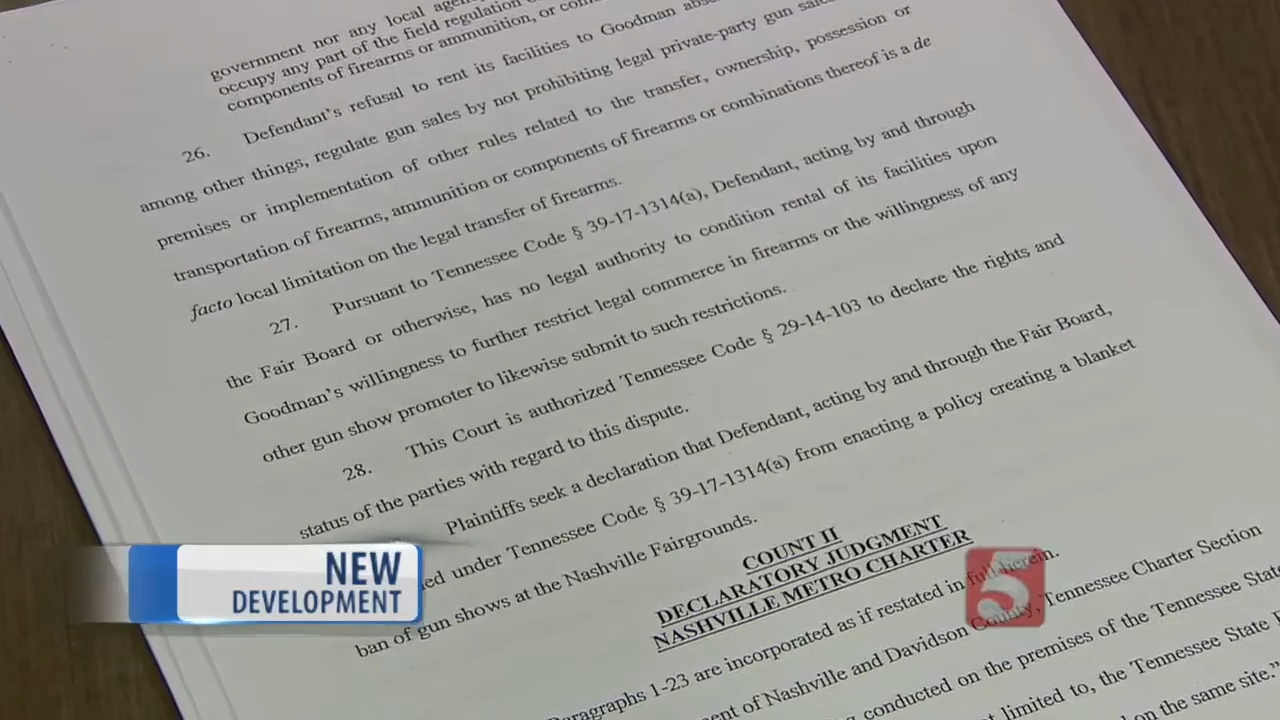 government nor any local
occupy any part of the field regulation
components of firearms or ammunition, or
26. Defendant's refusal to rent its facilities to Goodman
among other things, regulate gun sales by not prohibiting legal private-party gun
premises or implementation of other rules related to the transfer, ownership, possession or
transportation of firearms, ammunition or components of firearms or combinations thereof is a de
facto local limitation on the legal transfer of firearms.
27. Pursuant to Tennessee Code § 39-17-1314(a), Defendant, acting by and through
the Fair Board or otherwise, has no legal authority to condition rental of its facilities upon
Goodman's willingness to further restrict legal commerce in firearms or the willingness of any
other gun show promoter to likewise submit to such restrictions.
28. This Court is authorized Tennessee Code § 29-14-103 to declare the rights and
status of the parties with regard to this dispute.
Plaintiffs seek a declaration that Defendant, acting by and through the Fair Board,
under Tennessee Code § 39-17-1314(a) from enacting a policy creating a blanket
ban of gun shows at the Nashville Fairgrounds.
COUNT II
DECLARATORY JUDGMENT
NASHVILLE METRO CHARTER
Paragraphs 1-23 are incorporated as if restated in full herein.
of Nashville and Davidson County, Tennessee Charter Section
conducted on the premises of the Tennessee State
limited to, the Tennessee State
on the same site."
NEW
DEVELOPMENT
5